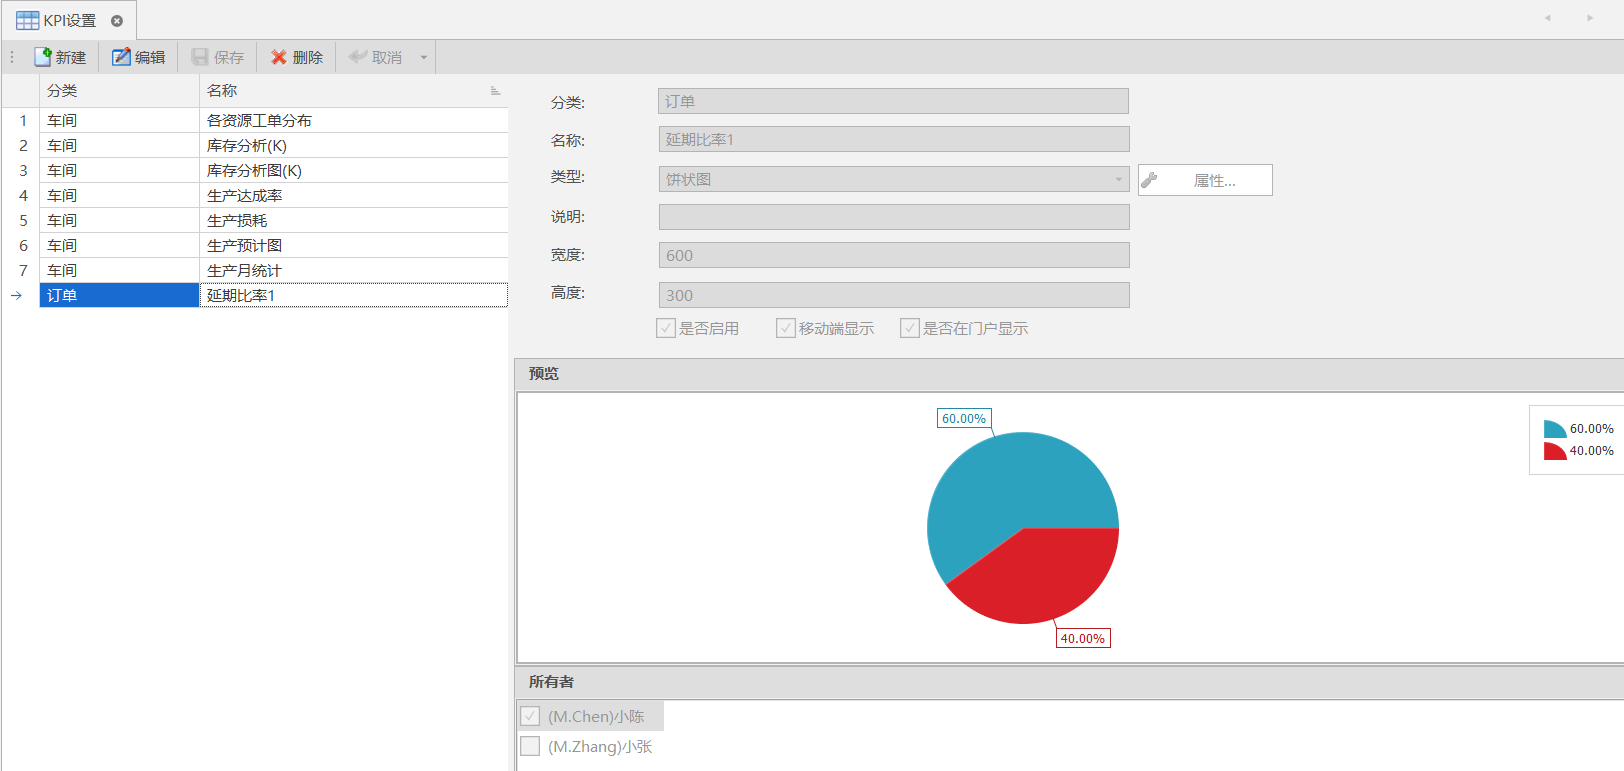 KPI设置
新建 编辑 保存 删除 取消
分类 名称
1 车间 各资源工单分布
2 车间 库存分析(K)
3 车间 库存分析图(K)
4 车间 生产达成率
5 车间 生产损耗
6 车间 生产预计图
7 车间 生产月统计
订单 延期比率1
分类: 订单
名称: 延期比率1
类型: 饼状图 属性...
说明:
宽度: 600
高度: 300
是否启用 移动端显示 是否在门户显示
预览
60.00%
40.00%
60.00%
40.00%
所有者
(M.Chen)小陈
(M.Zhang)小张